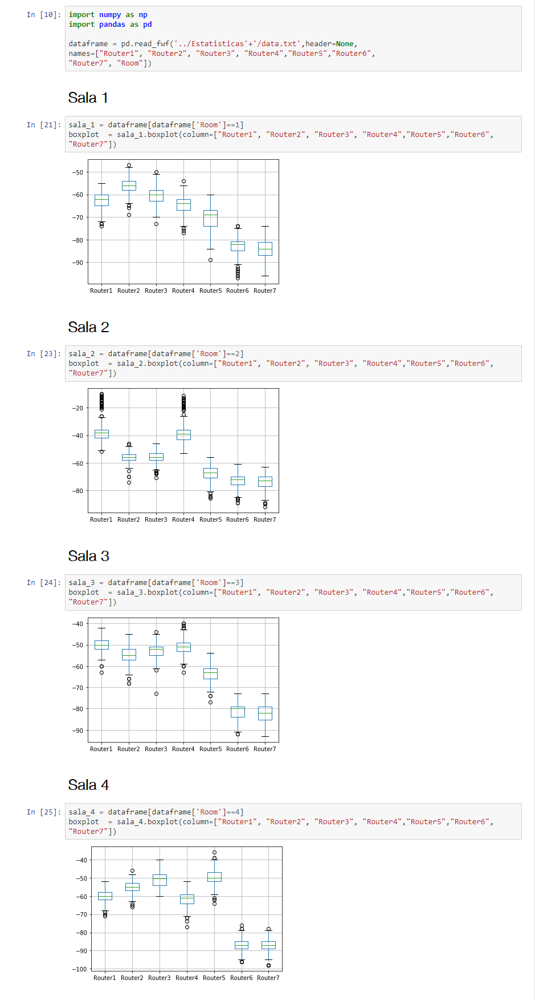 In [10]: import numpy as np
import pandas as pd
dataframe = pd.read_fwf('../Estatisticas'+'/data.txt',header=None,
names=["Router1", "Router2", "Router3", "Router4","Router5","Router6",
"Router7", "Room"])
Sala 1
In [21]: sala_1 = dataframe[dataframe['Room']==1]
boxplot  = sala_1.boxplot(column=["Router1", "Router2", "Router3", "Router4","Router5","Router6",
"Router7"])
−50
−60
−70
−80
−90
Router1 Router2 Router3 Router4 Router5 Router6 Router7
Sala 2
In [23]: sala_2 = dataframe[dataframe['Room']==2]
boxplot  = sala_2.boxplot(column=["Router1", "Router2", "Router3", "Router4","Router5","Router6",
"Router7"])
−20
−40
−60
−80
Router1 Router2 Router3 Router4 Router5 Router6 Router7
Sala 3
In [24]: sala_3 = dataframe[dataframe['Room']==3]
boxplot  = sala_3.boxplot(column=["Router1", "Router2", "Router3", "Router4","Router5","Router6",
"Router7"])
−40
−50
−60
−70
−80
−90
Router1 Router2 Router3 Router4 Router5 Router6 Router7
Sala 4
In [25]: sala_4 = dataframe[dataframe['Room']==4]
boxplot  = sala_4.boxplot(column=["Router1", "Router2", "Router3", "Router4","Router5","Router6",
"Router7"])
−40
−50
−60
−70
−80
−90
−100
Router1 Router2 Router3 Router4 Router5 Router6 Router7